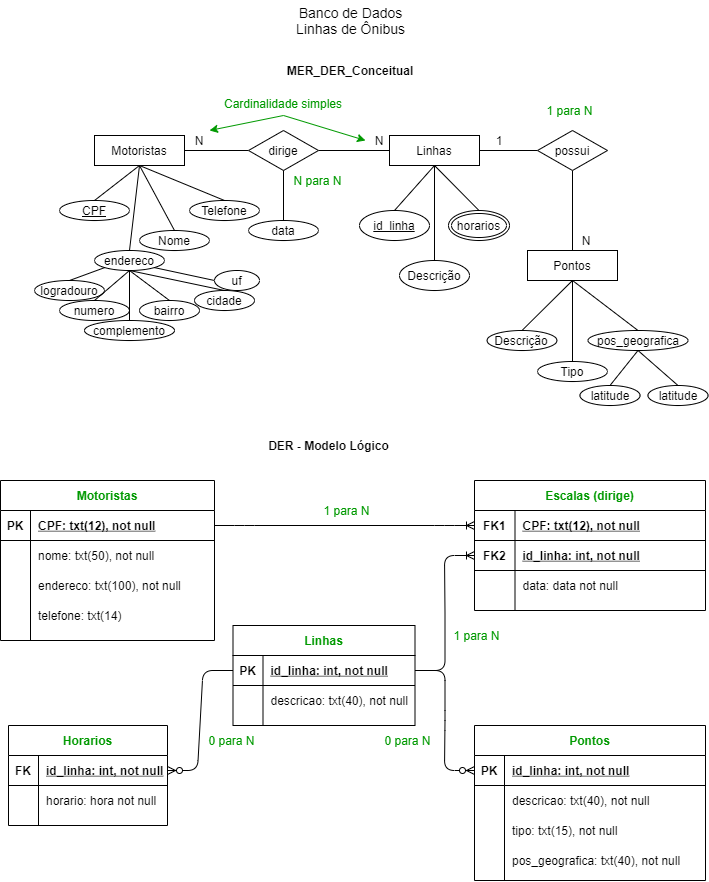 Banco de Dados
Linhas de Ônibus
MER_DER_Conceitual
Cardinalidade simples
1 para N
N
N
1
Motoristas
dirige
Linhas
possui
N para N
CPF
Telefone
Nome
data
id_linha
horarios
N
endereco
Descrição
Pontos
logradouro
uf
numero
bairro
cidade
complemento
Descrição
Tipo
pos_geografica
latitude
latitude
DER - Modelo Lógico
Motoristas
PK
CPF: txt(12), not null
nome: txt(50), not null
endereco: txt(100), not null
telefone: txt(14)
1 para N
Escalas (dirige)
FK1
CPF: txt(12), not null
FK2
id_linha: int, not null
data: data not null
1 para N
Linhas
PK
id_linha: int, not null
descricao: txt(40), not null
0 para N
0 para N
Horarios
FK
id_linha: int, not null
horario: hora not null
Pontos
PK
id_linha: int, not null
descricao: txt(40), not null
tipo: txt(15), not null
pos_geografica: txt(40), not null